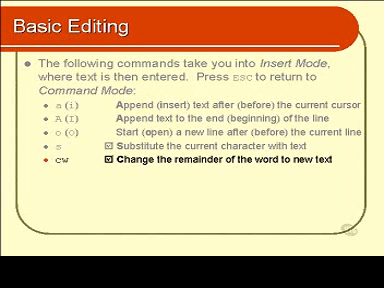 Basic Editing
The following commands take you into Insert Mode,
where text is then entered. Press ESC to return to
Command Mode:
a(i) Append (insert) text after (before) the current cursor
A(I) Append text to the end (beginning) of the line
o(O) Start (open) a new line after (before) the current line
s ☑ Substitute the current character with text
cw ☑ Change the remainder of the word to new text